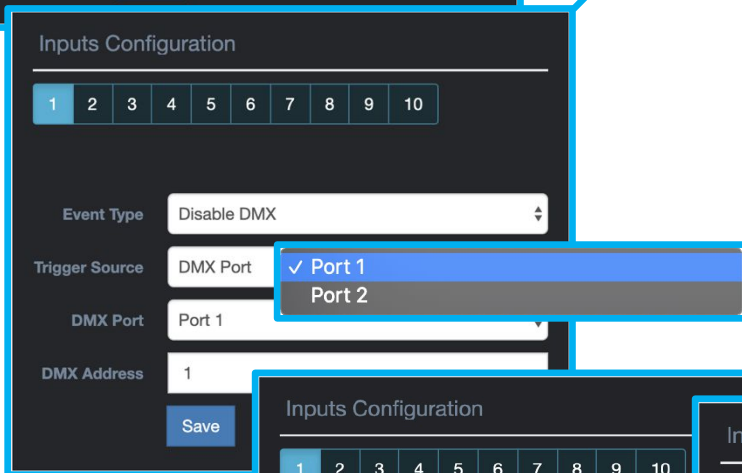 Inputs Configuration
1 2 3 4 5 6 7 8 9 10
Event Type Disable DMX
Trigger Source DMX Port
✓ Port 1
Port 2
DMX Port Port 1
DMX Address 1
Save
Inputs Configuration
1 2 3 4 5 6 7 8 9 10
In